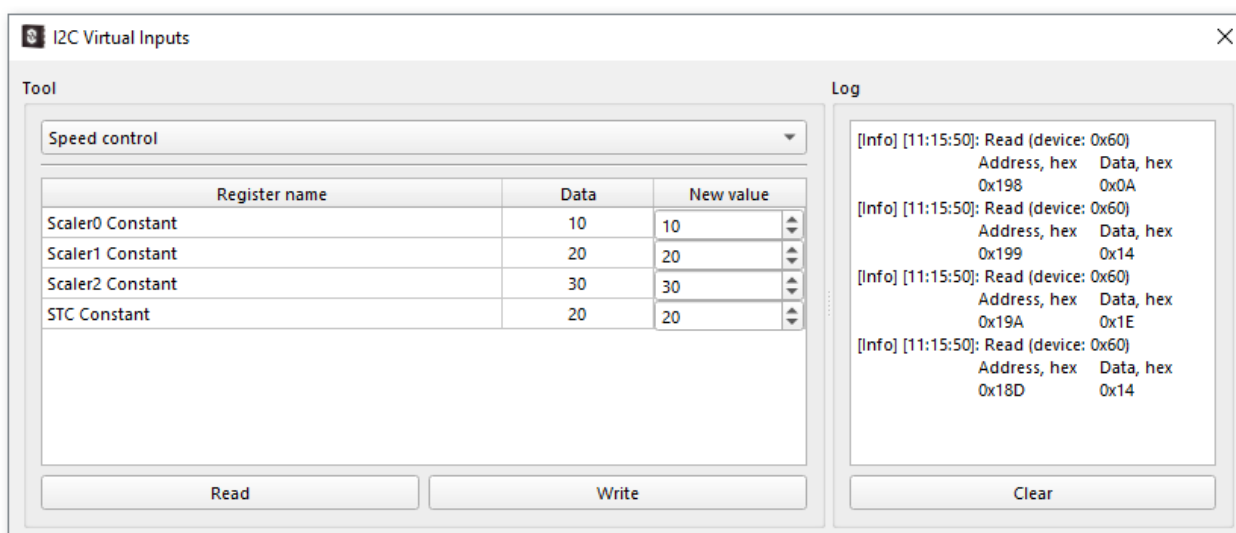 I2C Virtual Inputs
Tool
Speed control
Register name Data New value
Scaler0 Constant 10 10
Scaler1 Constant 20 20
Scaler2 Constant 30 30
STC Constant 20 20
Read Write
Log
[Info] [11:15:50]: Read (device: 0x60)
Address, hex Data, hex
0x198 0x0A
[Info] [11:15:50]: Read (device: 0x60)
Address, hex Data, hex
0x199 0x14
[Info] [11:15:50]: Read (device: 0x60)
Address, hex Data, hex
0x19A 0x1E
[Info] [11:15:50]: Read (device: 0x60)
Address, hex Data, hex
0x18D 0x14
Clear